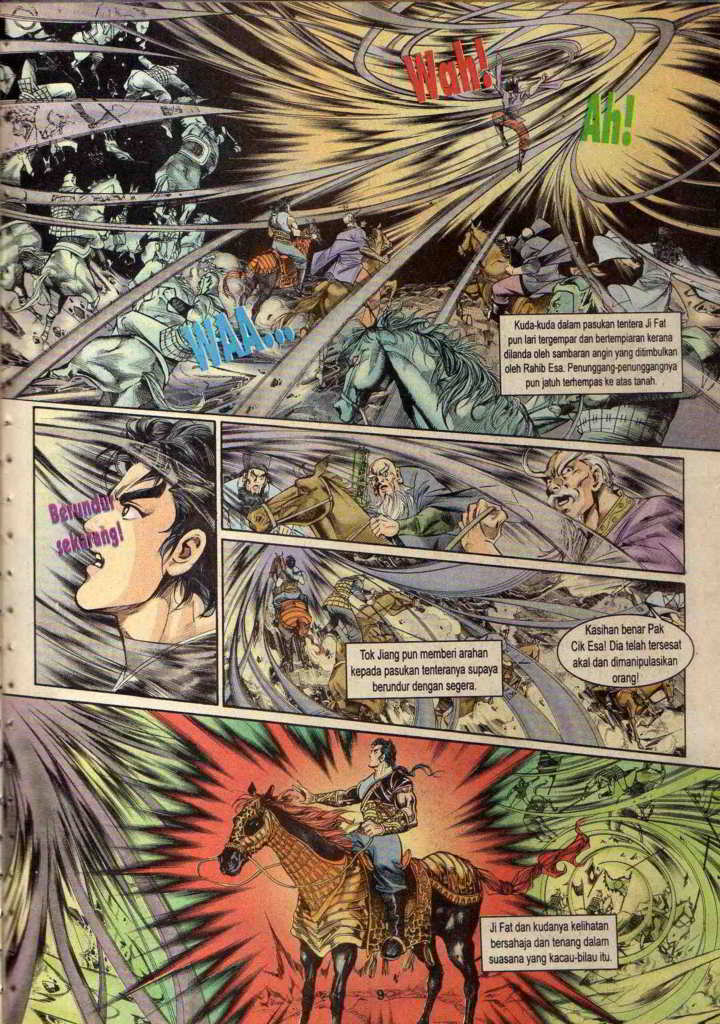 Wah!
Ah!
WAA...
Kuda-kuda dalam pasukan tentera Ji Fat
pun lari tergempar dan bertempiaran kerana
dilanda oleh sambaran angin yang ditimbulkan
oleh Rahib Esa. Penunggang-penunggangnya
pun jatuh terhempas ke atas tanah.
Berundur
sekarang!
Tok Jiang pun memberi arahan
kepada pasukan tenteranya supaya
berundur dengan segera.
Kasihan benar Pak
Cik Esa! Dia telah tersesat
akal dan dimanipulasikan
orang!
Ji Fat dan kudanya kelihatan
bersahaja dan tenang dalam
suasana yang kacau-bilau itu.
9